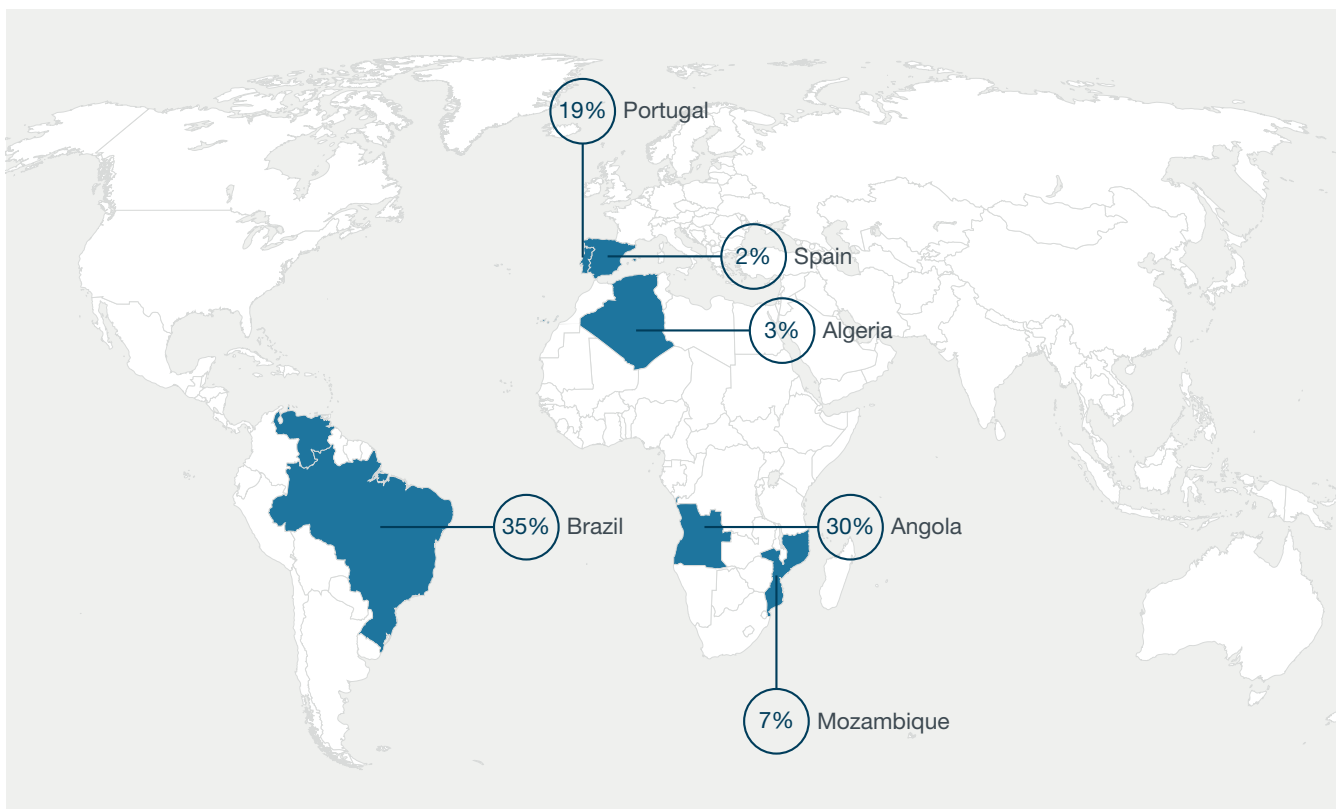 19% Portugal
2% Spain
3% Algeria
35% Brazil
30% Angola
7% Mozambique